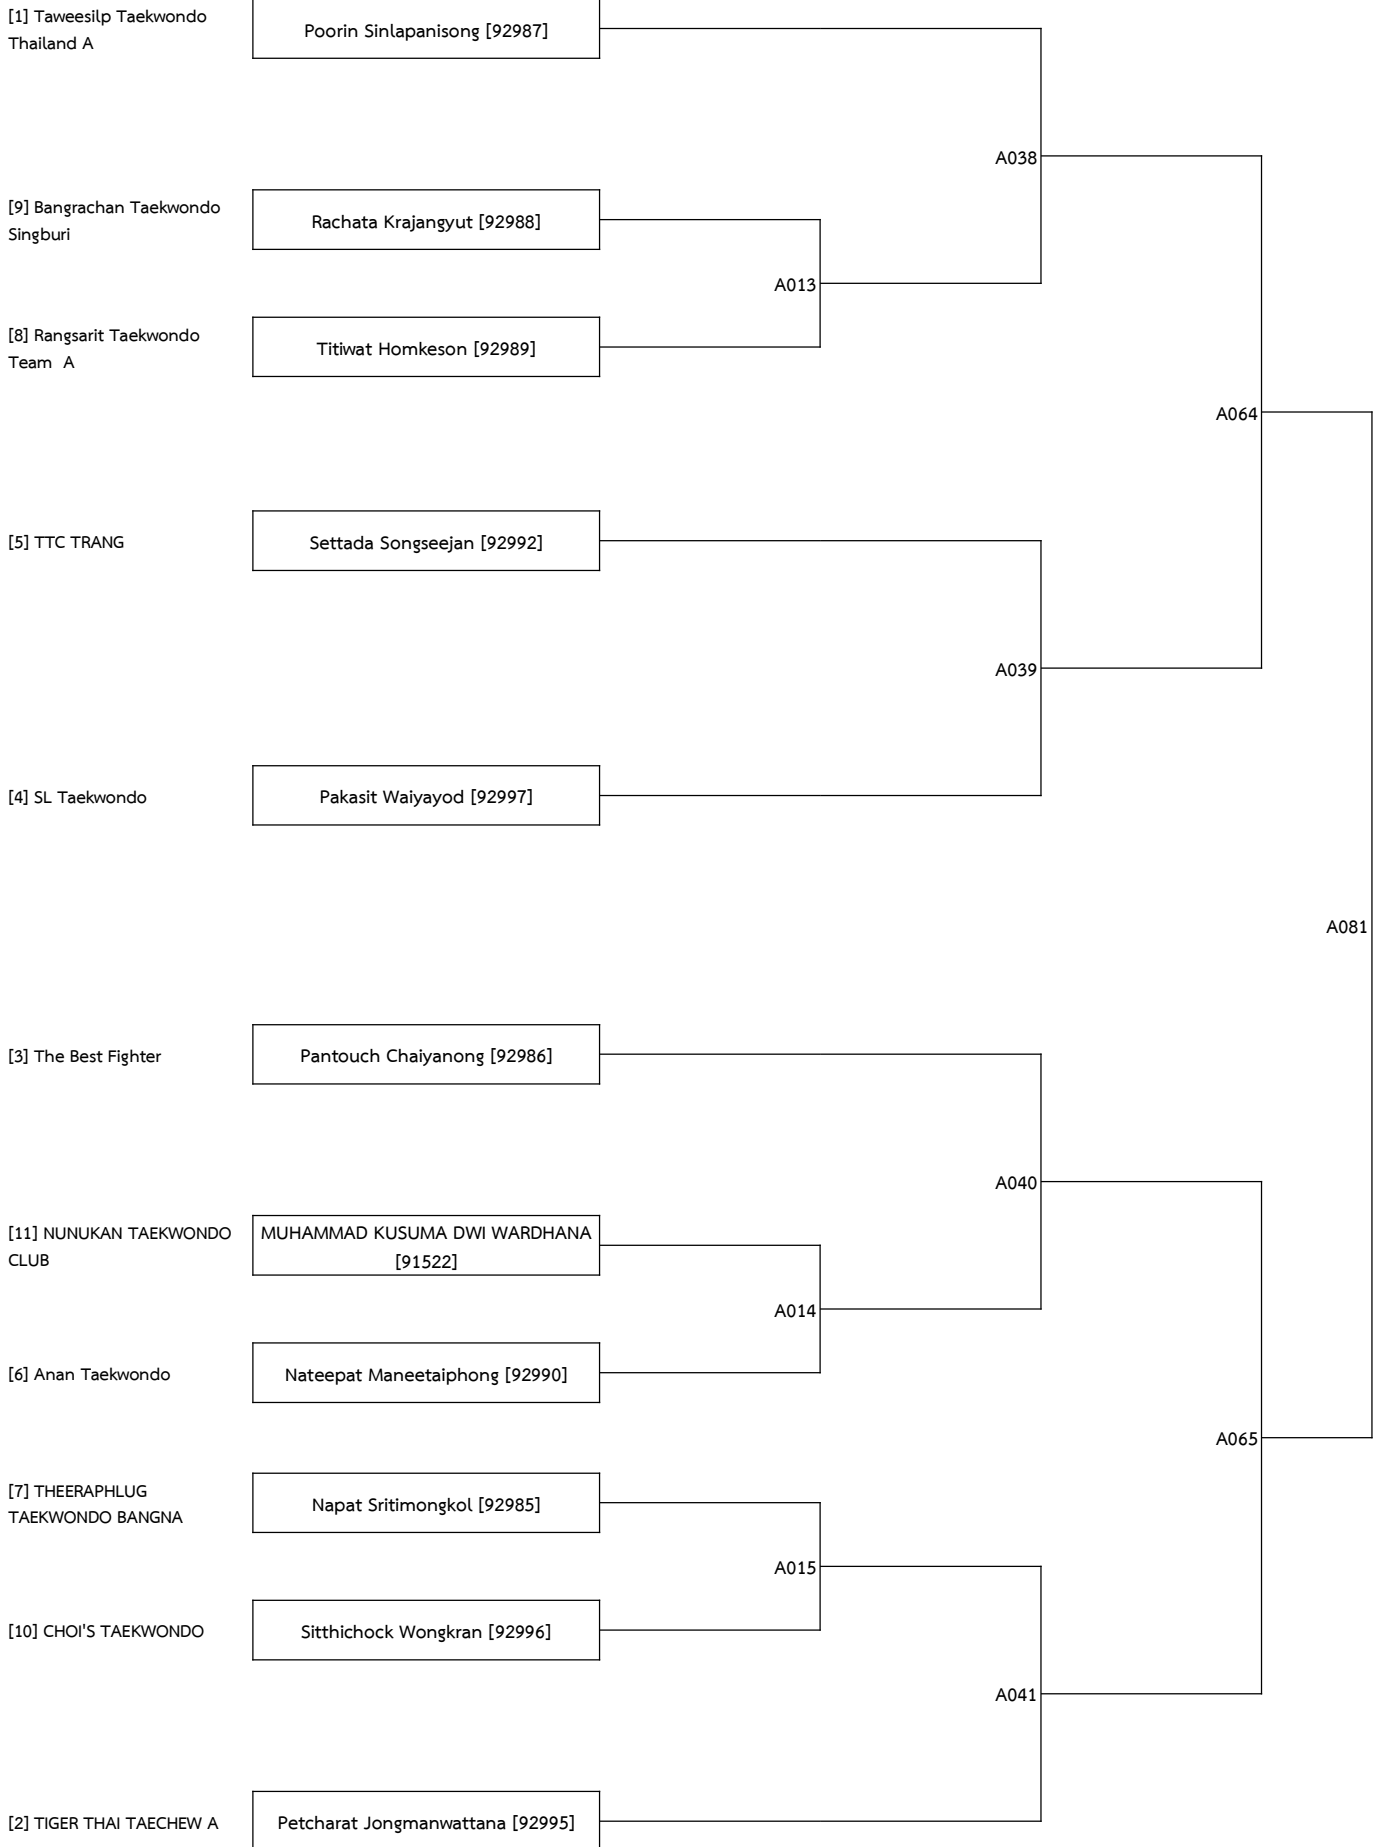 [1] Taweesilp Taekwondo
Thailand A
Poorin Sinlapanisong [92987]
A038
[9] Bangrachan Taekwondo
Singburi
Rachata Krajangyut [92988]
A013
[8] Rangsarit Taekwondo
Team  A
Titiwat Homkeson [92989]
A064
[5] TTC TRANG
Settada Songseejan [92992]
A039
[4] SL Taekwondo
Pakasit Waiyayod [92997]
A081
[3] The Best Fighter
Pantouch Chaiyanong [92986]
A040
[11] NUNUKAN TAEKWONDO
CLUB
MUHAMMAD KUSUMA DWI WARDHANA
[91522]
A014
[6] Anan Taekwondo
Nateepat Maneetaiphong [92990]
A065
[7] THEERAPHLUG
TAEKWONDO BANGNA
Napat Sritimongkol [92985]
A015
[10] CHOI'S TAEKWONDO
Sitthichock Wongkran [92996]
A041
[2] TIGER THAI TAECHEW A
Petcharat Jongmanwattana [92995]